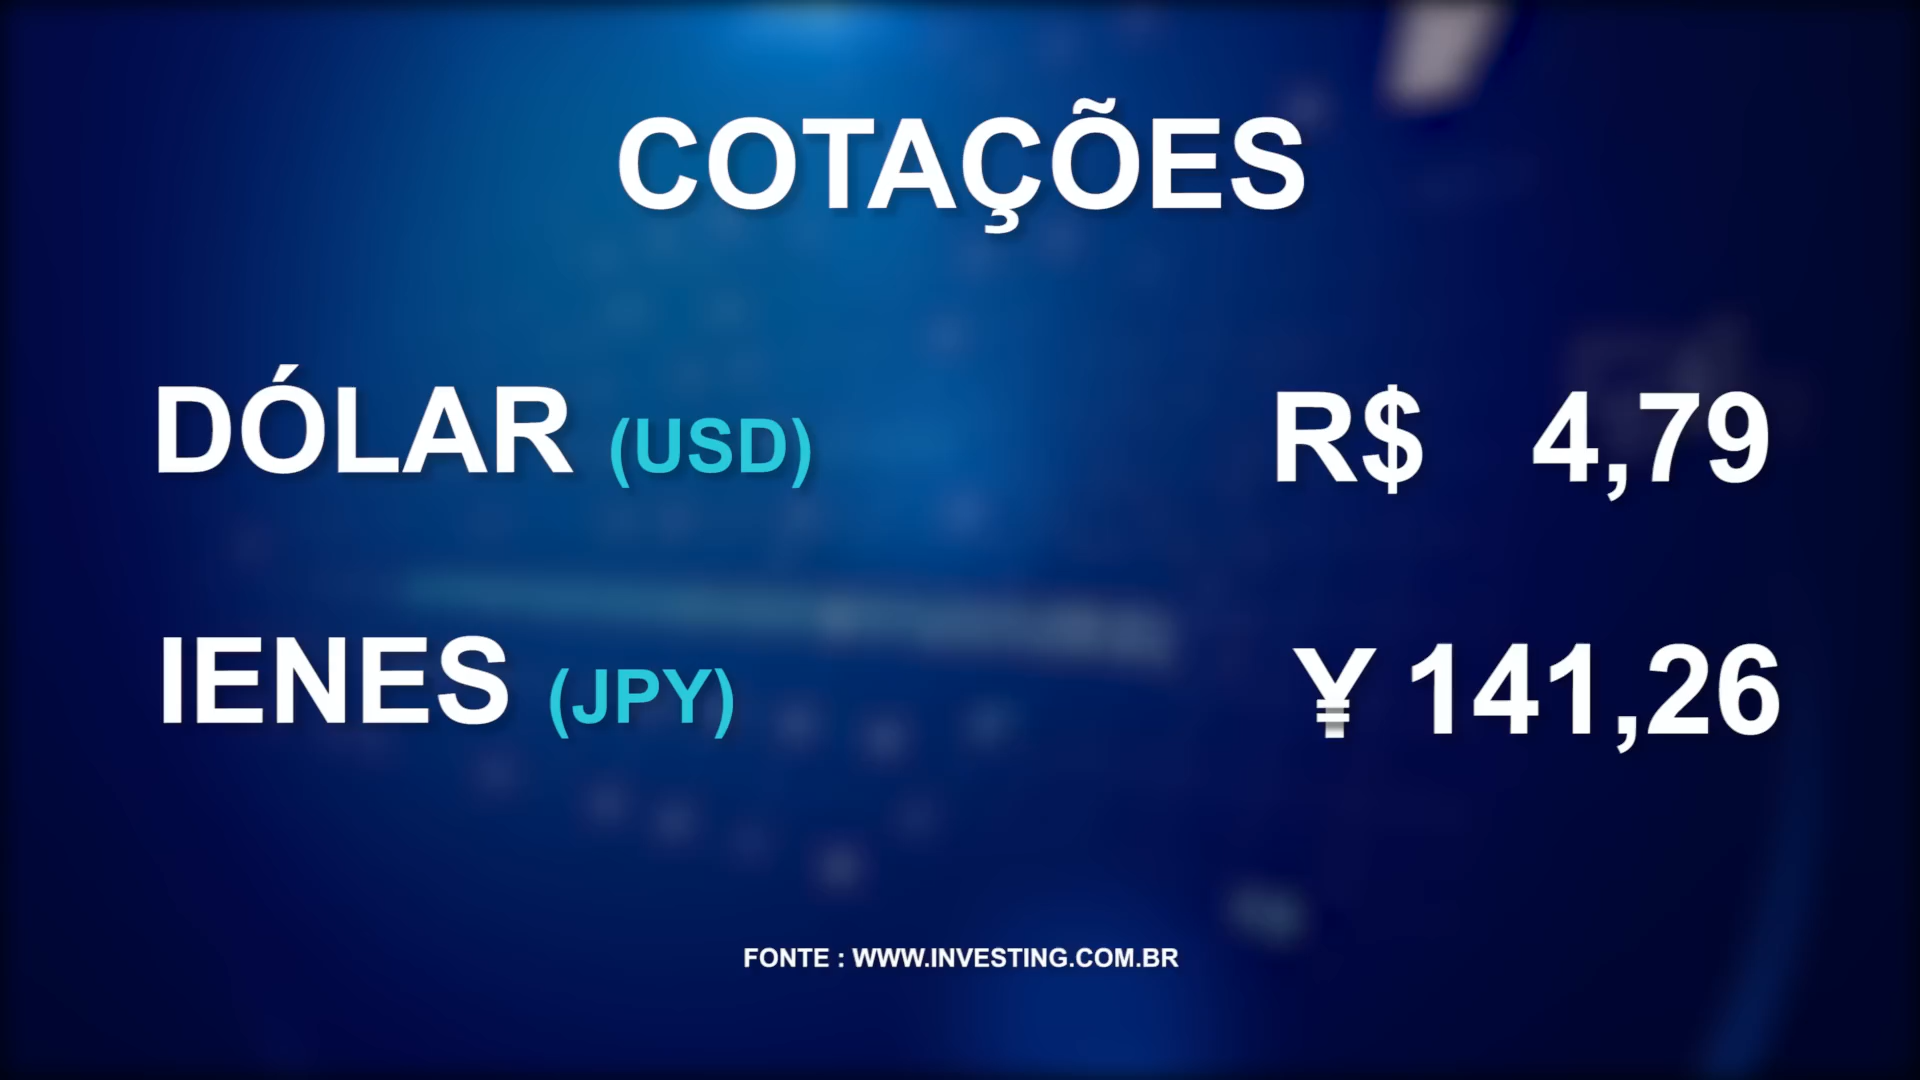 COTAÇÕES
DÓLAR (USD) R$ 4,79
IENES (JPY) ¥ 141,26
FONTE : WWW.INVESTING.COM.BR